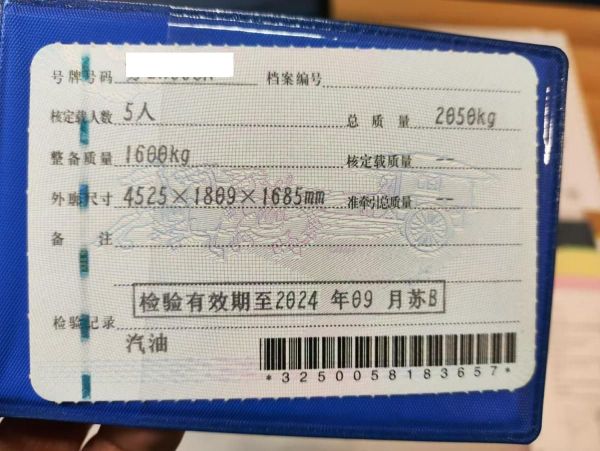 号牌号码 档案编号
核定载人数 5人 总质量 2050kg
整备质量 1600kg 核定载质量 --
外廓尺寸 4525×1809×1685mm 准牵引总质量 --
备注
检验有效期至2024 年09 月苏B
检验记录
汽油
*3250058183657*